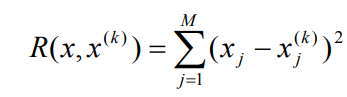 R(x, x^{(k)}) = \sum_{j=1}^{M} (x_j - x_j^{(k)})^2